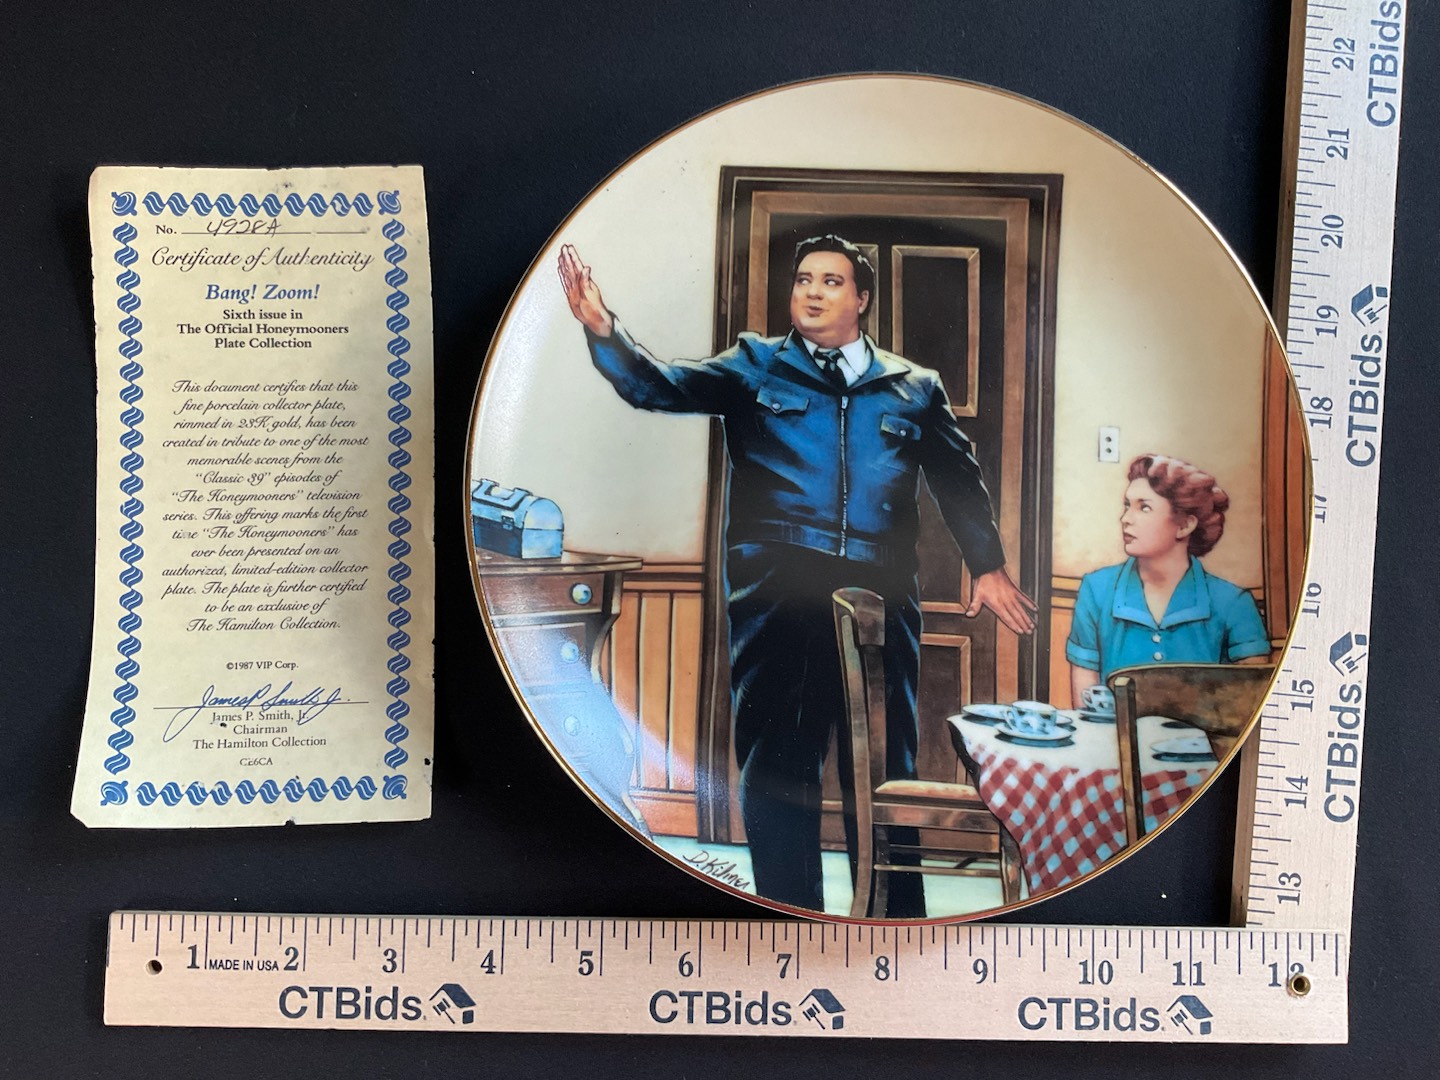 No. 4928A
Certificate of Authenticity
Bang! Zoom!
Sixth issue in
The Official Honeymooners
Plate Collection
This document certifies that this
fine porcelain collector plate,
rimmed in 23K gold, has been
created in tribute to one of the most
memorable scenes from the
"Classic 39" episodes of
"The Honeymooners" television
series. This offering marks the first
time "The Honeymooners" has
ever been presented on an
authorized, limited-edition collector
plate. The plate is further certified
to be an exclusive of
The Hamilton Collection.
©1987 VIP Corp.
James P. Smith Jr.
James P. Smith, Jr.
Chairman
The Hamilton Collection
CE6CA
D. Kilmer
22
21
20
19
18
17
16
15
14
13
CTBids
CTBids
CTBids
1 MADE IN USA 2 3 4 5 6 7 8 9 10 11 12
CTBids CTBids CTBids